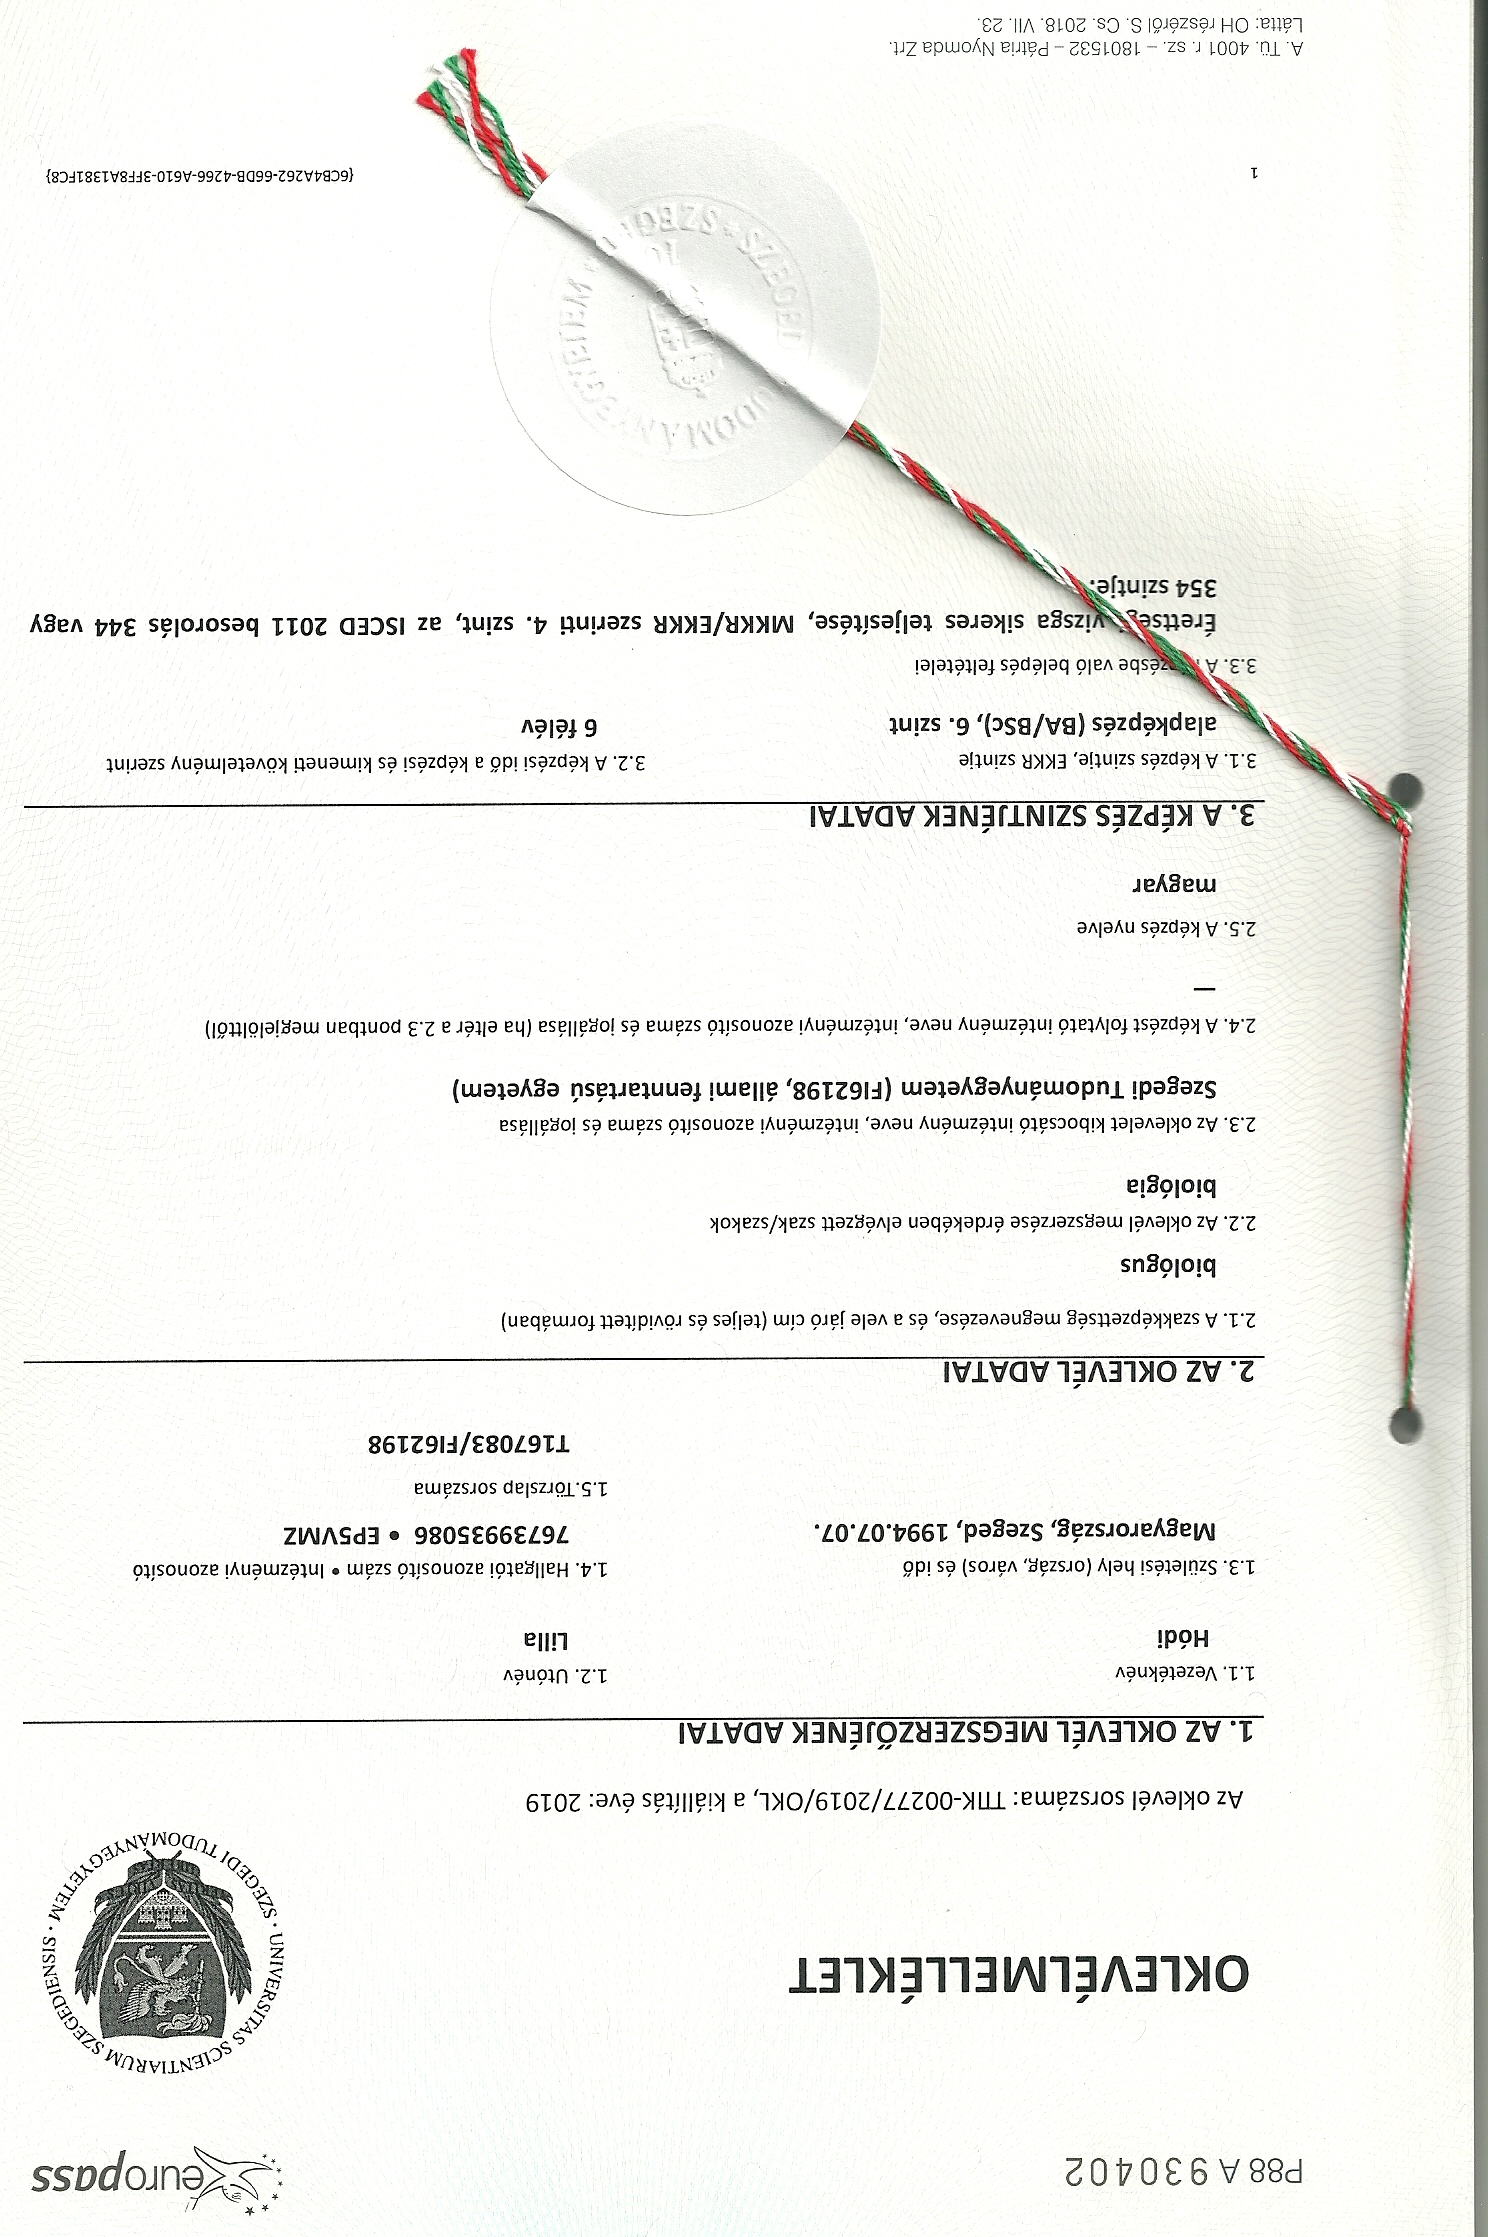 P88 A 930402
europass
UNIVERSITAS SCIENTIARUM SZEGEDIENSIS
SZEGEDI TUDOMÁNYEGYETEM
OKLEVÉLMELLÉKLET
Az oklevél sorszáma: TTIK-00277/2019/OKL, a kiállítás éve: 2019
1. AZ OKLEVÉL MEGSZERZŐJÉNEK ADATAI
1.1. Vezetéknév
Hódi
1.2. Utónév
Lilla
1.3. Születési hely (ország, város) és idő
Magyarország, Szeged, 1994.07.07.
1.4. Hallgatói azonosító szám • Intézményi azonosító
76739935086 • EP5VMZ
1.5.Törzslap sorszáma
T167083/FI62198
2. AZ OKLEVÉL ADATAI
2.1. A szakképzettség megnevezése, és a vele járó cím (teljes és rövidített formában)
biológus
2.2. Az oklevél megszerzése érdekében elvégzett szak/szakok
biológia
2.3. Az oklevelet kibocsátó intézmény neve, intézményi azonosító száma és jogállása
Szegedi Tudományegyetem (FI62198, állami fenntartású egyetem)
2.4. A képzést folytató intézmény neve, intézményi azonosító száma és jogállása (ha eltér a 2.3 pontban megjelölttől)
—
2.5. A képzés nyelve
magyar
3. A KÉPZÉS SZINTJÉNEK ADATAI
3.1. A képzés szintje, EKKR szintje
alapképzés (BA/BSc), 6. szint
3.2. A képzési idő a képzési és kimeneti követelmény szerint
6 félév
3.3. A képzésbe való belépés feltételei
Érettségi vizsga sikeres teljesítése, MKKR/EKKR szerinti 4. szint, az ISCED 2011 besorolás 344 vagy
354 szintje.
1
{6CB4A262-66DB-4266-A610-3FF8A1381FC8}
A. Tü. 4001 r. sz. – 1801532 – Pátria Nyomda Zrt.
Látta: OH részéről S. Cs. 2018. VII. 23.